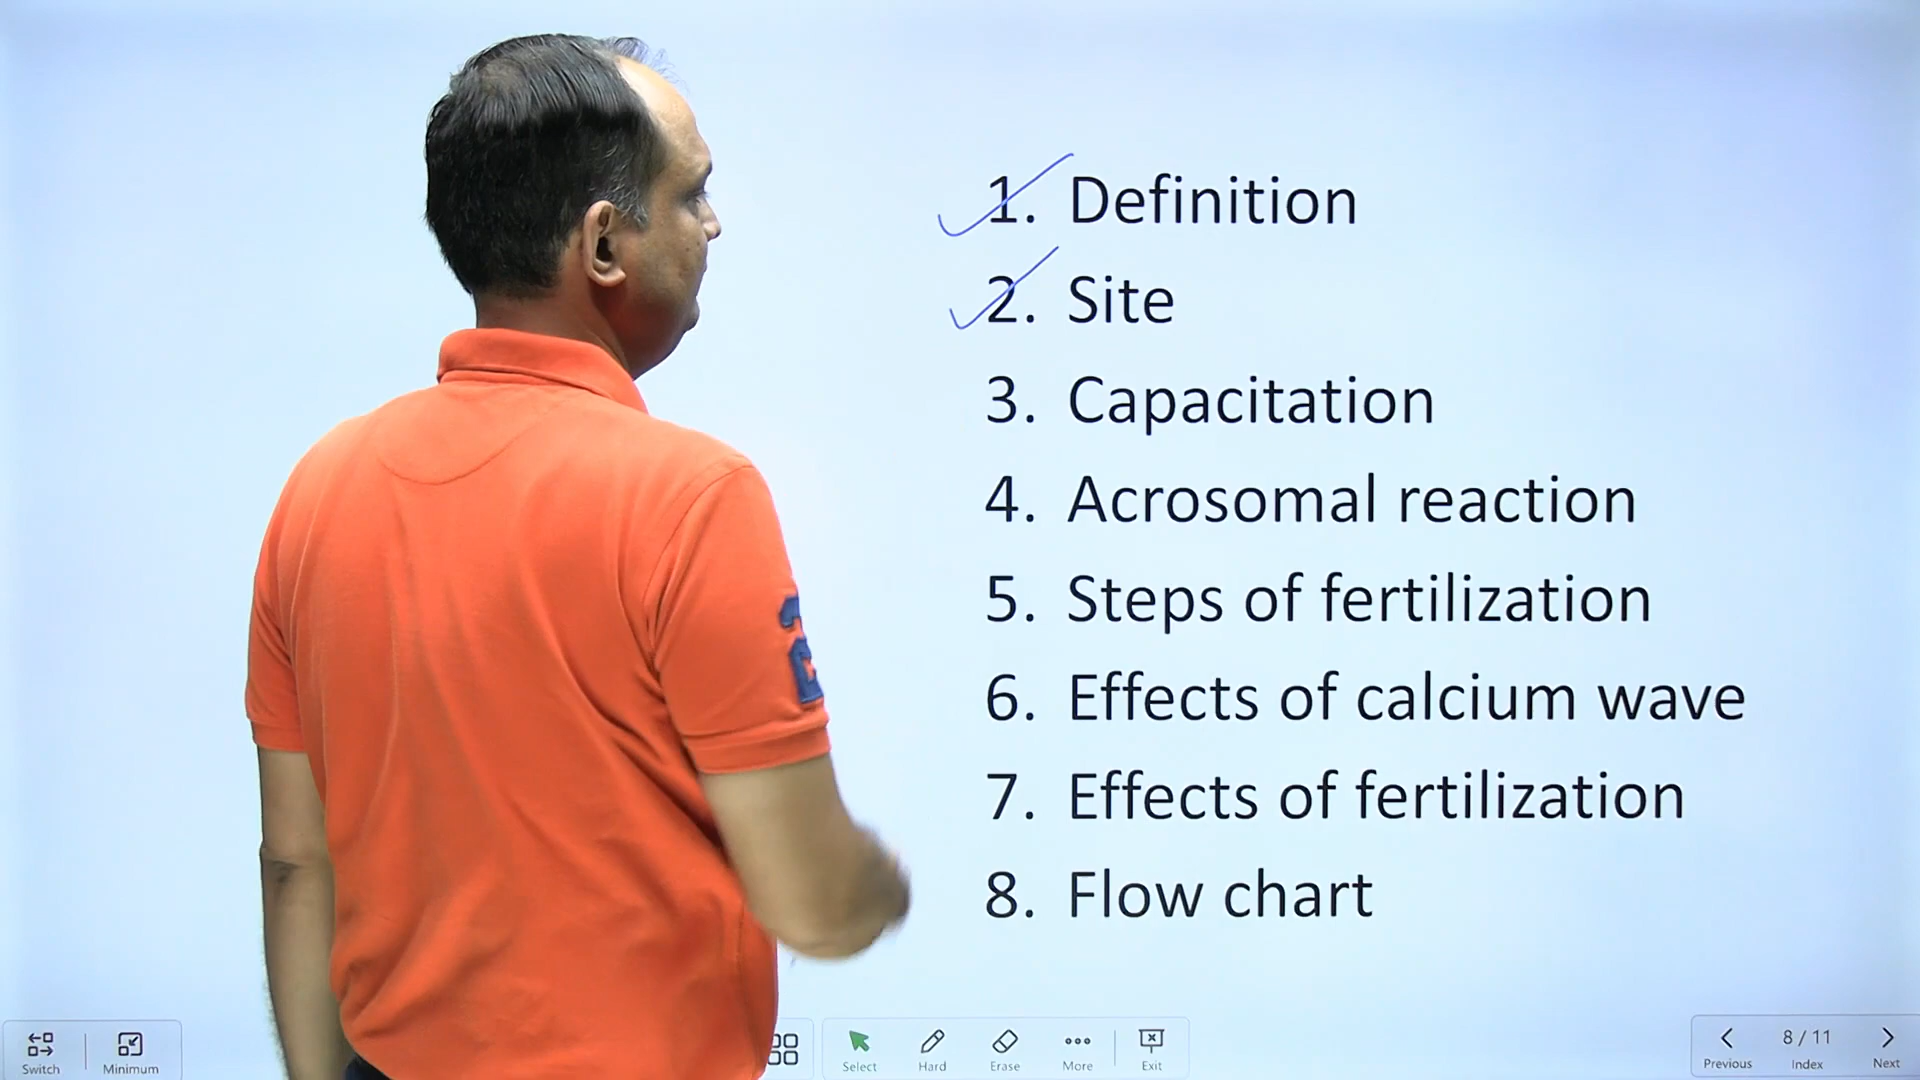 1. Definition
2. Site
3. Capacitation
4. Acrosomal reaction
5. Steps of fertilization
6. Effects of calcium wave
7. Effects of fertilization
8. Flow chart
Switch
Minimum
Select
Hard
Erase
More
Exit
Previous
8 / 11
Index
Next